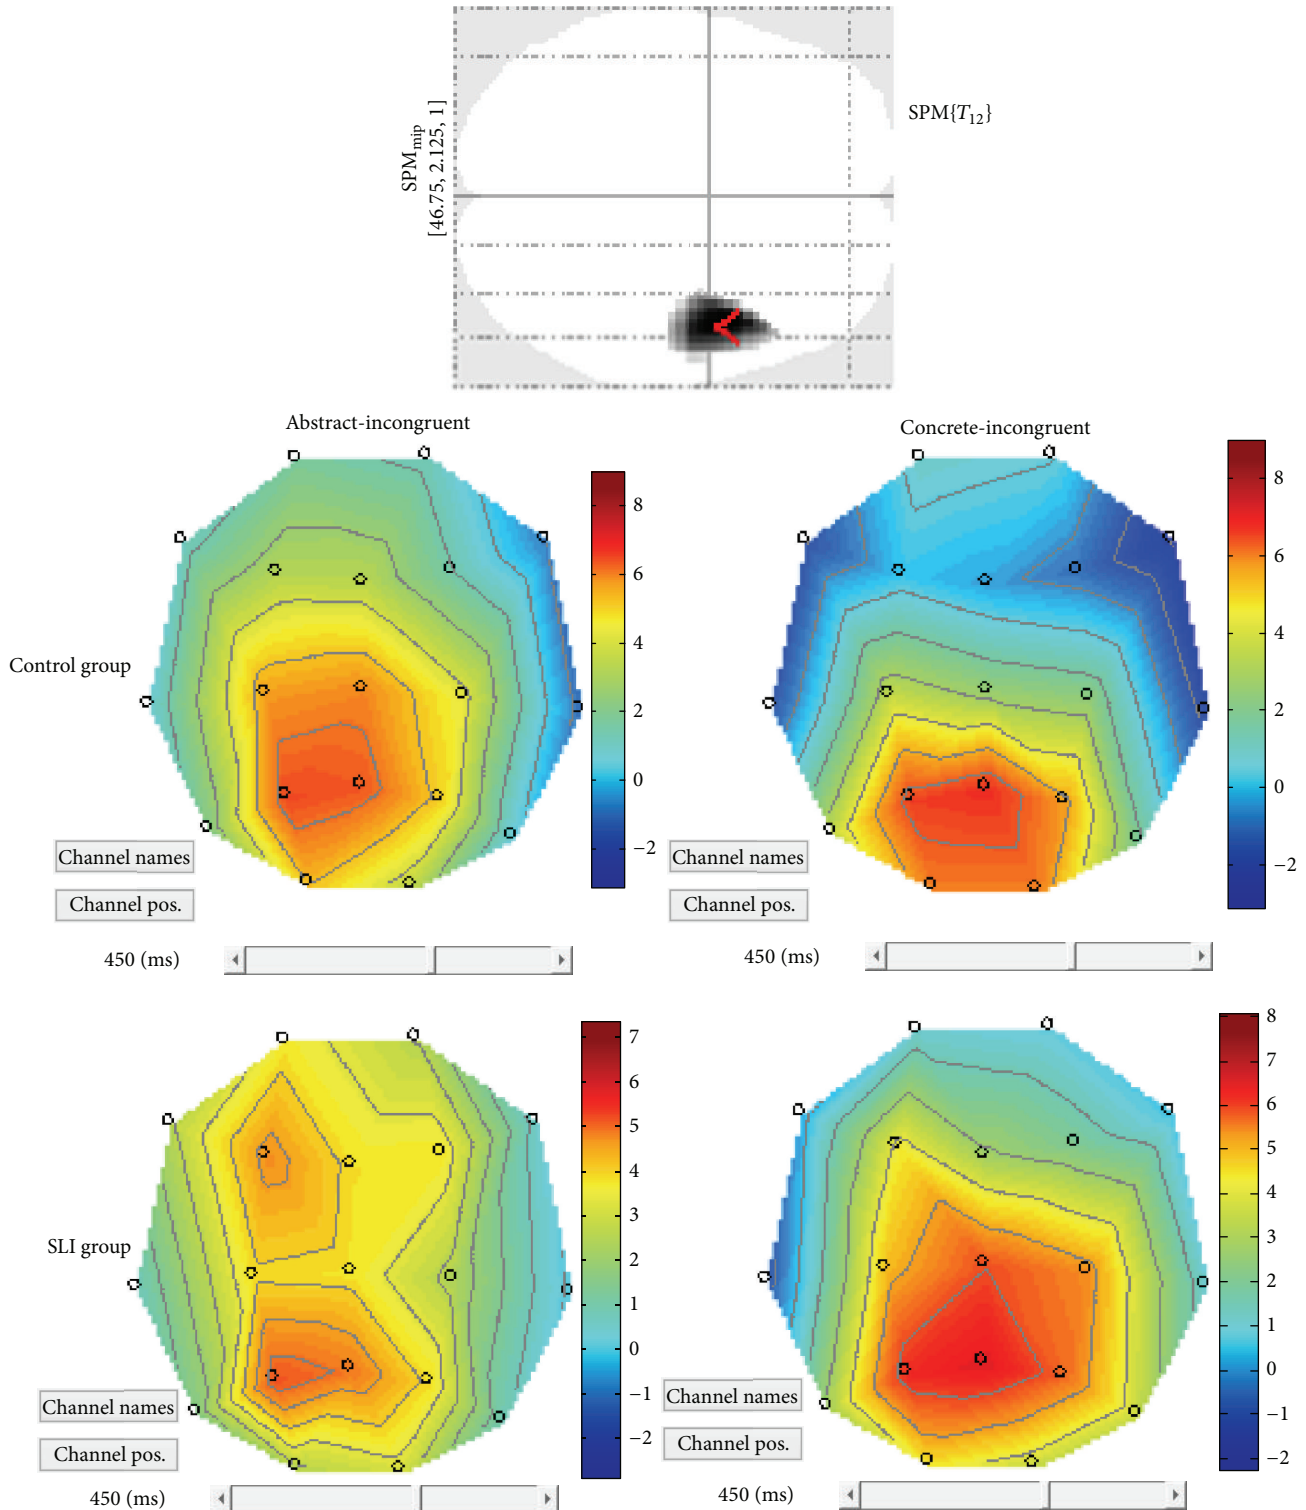 SPM_mip
[46.75, 2.125, 1]
SPM{T_12}
Abstract-incongruent
Concrete-incongruent
Control group
8
6
4
2
0
−2
8
6
4
2
0
−2
Channel names
Channel pos.
450 (ms)
Channel names
Channel pos.
450 (ms)
SLI group
7
6
5
4
3
2
1
0
−1
−2
8
7
6
5
4
3
2
1
0
−1
−2
Channel names
Channel pos.
450 (ms)
Channel names
Channel pos.
450 (ms)